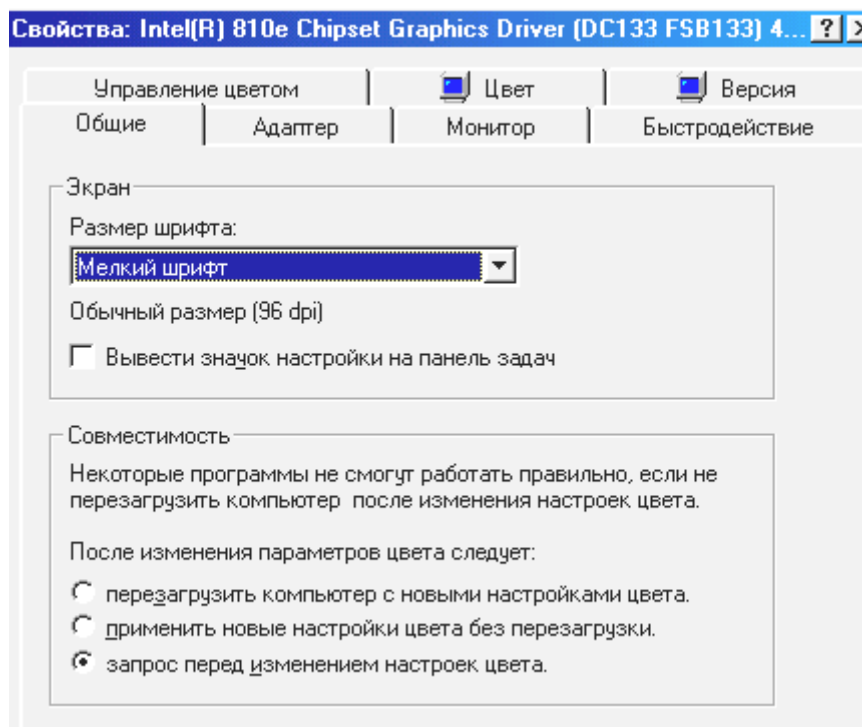 Свойства: Intel(R) 810e Chipset Graphics Driver (DC133 FSB133) 4...
Управление цветом
Цвет
Версия
Общие
Адаптер
Монитор
Быстродействие
Экран
Размер шрифта:
Мелкий шрифт
Обычный размер (96 dpi)
Вывести значок настройки на панель задач
Совместимость
Некоторые программы не смогут работать правильно, если не
перезагрузить компьютер после изменения настроек цвета.
После изменения параметров цвета следует:
перезагрузить компьютер с новыми настройками цвета.
применить новые настройки цвета без перезагрузки.
запрос перед изменением настроек цвета.